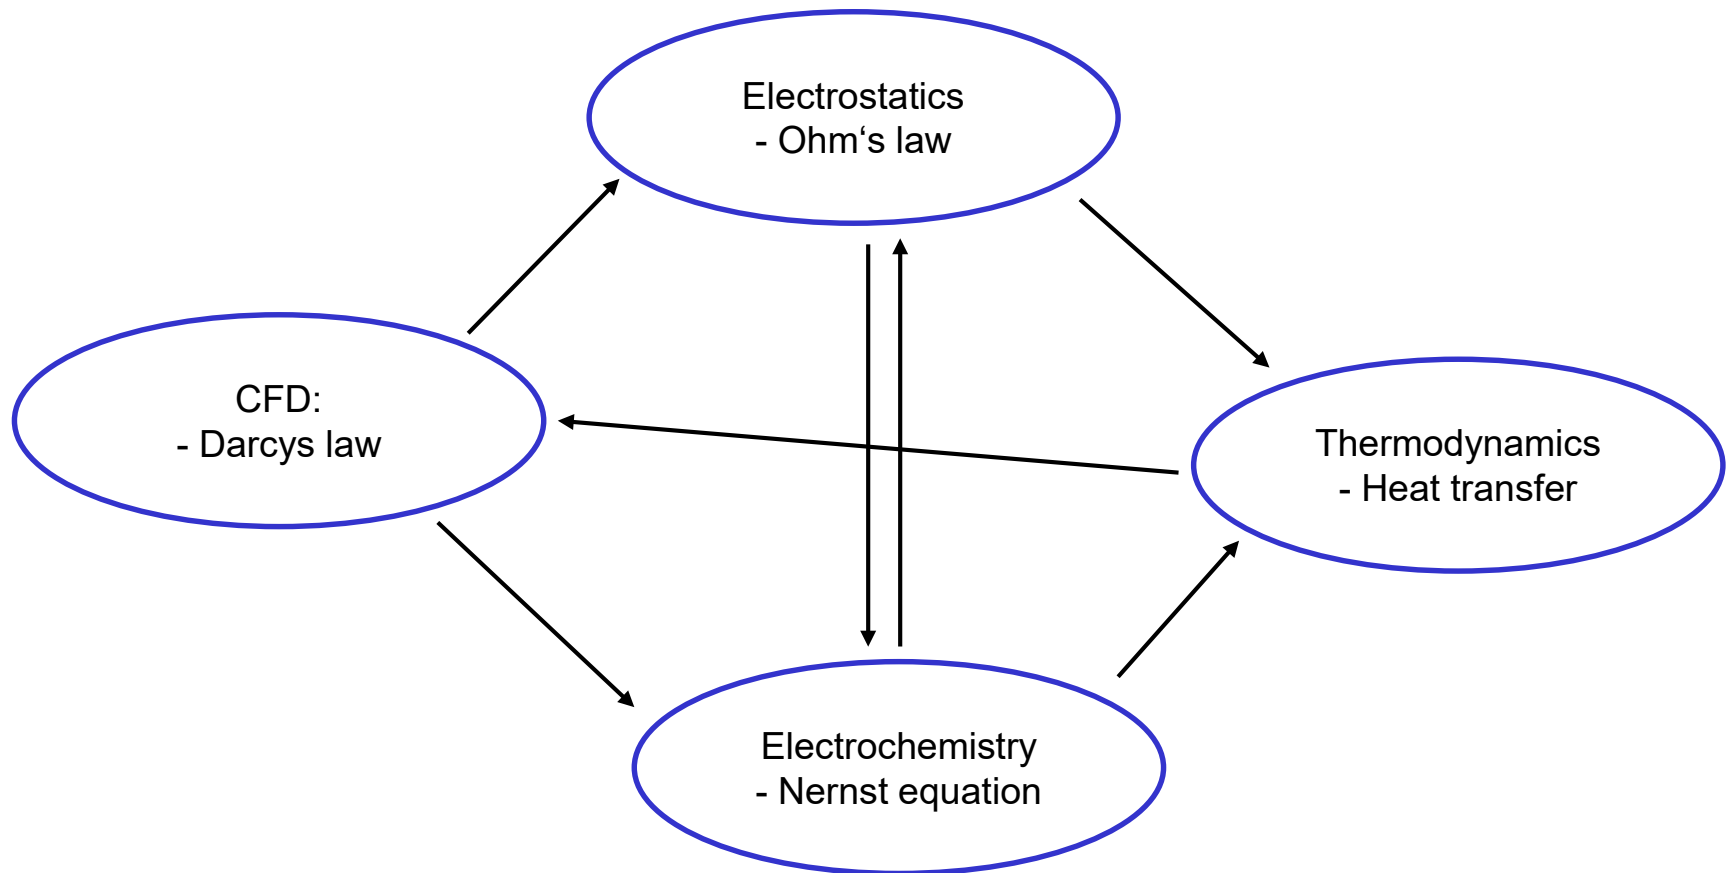 Electrostatics
- Ohm‘s law
CFD:
- Darcys law
Thermodynamics
- Heat transfer
Electrochemistry
- Nernst equation